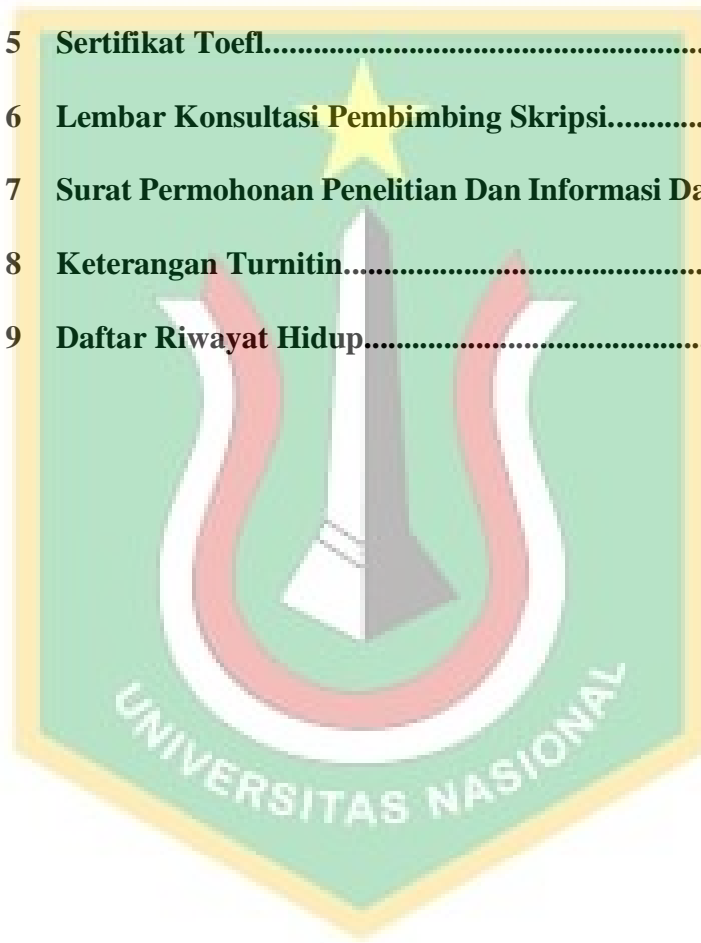 5 Sertifikat Toefl.....................................................
6 Lembar Konsultasi Pembimbing Skripsi............
7 Surat Permohonan Penelitian Dan Informasi Da
8 Keterangan Turnitin............................................
9 Daftar Riwayat Hidup.........................................
UNIVERSITAS NASIONAL